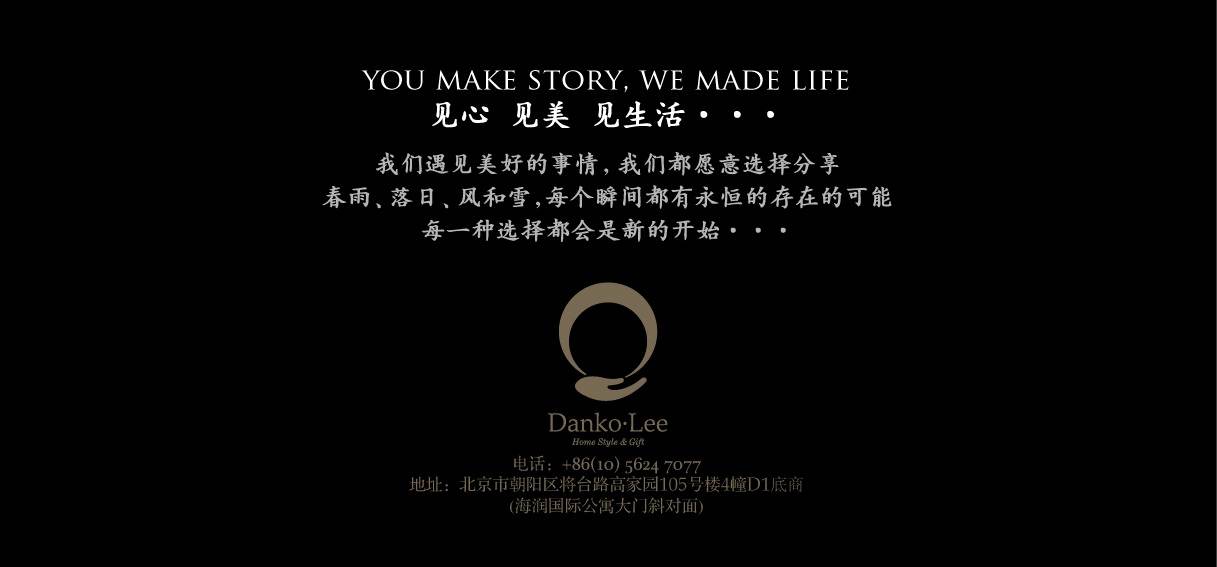 YOU MAKE STORY, WE MADE LIFE
见心 见美 见生活···
我们遇见美好的事情,我们都愿意选择分享
春雨、落日、风和雪,每个瞬间都有永恒的存在的可能
每一种选择都会是新的开始···
Danko·Lee
Home Style & Gift
电话：+86(10) 5624 7077
地址：北京市朝阳区将台路高家园105号楼4幢D1底商
(海润国际公寓大门斜对面)